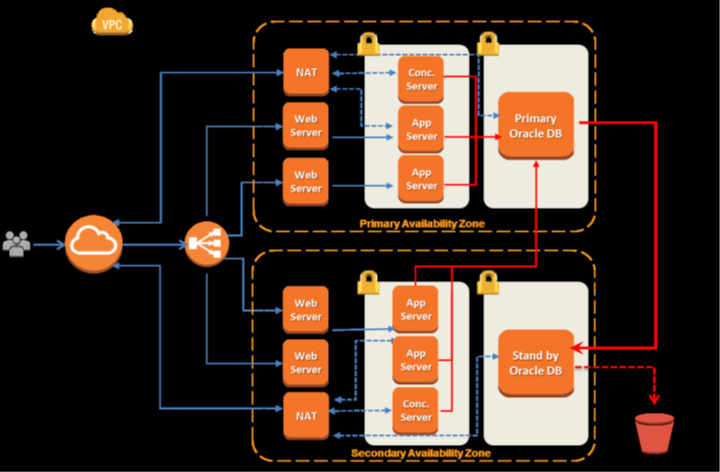 VPC
NAT
Conc.
Server
Web
Server
App
Server
Primary
Oracle DB
Web
Server
App
Server
Primary Availability Zone
Web
Server
App
Server
Web
Server
App
Server
Stand by
Oracle DB
NAT
Conc.
Server
Secondary Availability Zone